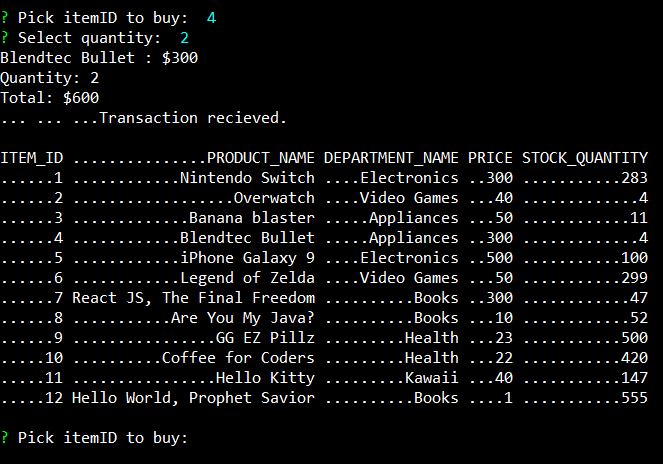 ? Pick itemID to buy:  4
? Select quantity:  2
Blendtec Bullet : $300
Quantity: 2
Total: $600
... ... ...Transaction recieved.
ITEM_ID ...............PRODUCT_NAME DEPARTMENT_NAME PRICE STOCK_QUANTITY
......1 ............Nintendo Switch ....Electronics ..300 ...........283
......2 ..................Overwatch ....Video Games ...40 .............4
......3 .............Banana blaster .....Appliances ...50 ............11
......4 ............Blendtec Bullet .....Appliances ..300 .............4
......5 ............iPhone Galaxy 9 ....Electronics ..500 ...........100
......6 ............Legend of Zelda ....Video Games ...50 ...........299
......7 React JS, The Final Freedom ..........Books ..300 ............47
......8 ...........Are You My Java? ..........Books ...10 ............52
......9 ................GG EZ Pillz .........Health ...23 ...........500
.....10 ..........Coffee for Coders .........Health ...22 ...........420
.....11 ................Hello Kitty .........Kawaii ...40 ...........147
.....12 Hello World, Prophet Savior ..........Books ....1 ...........555
? Pick itemID to buy: